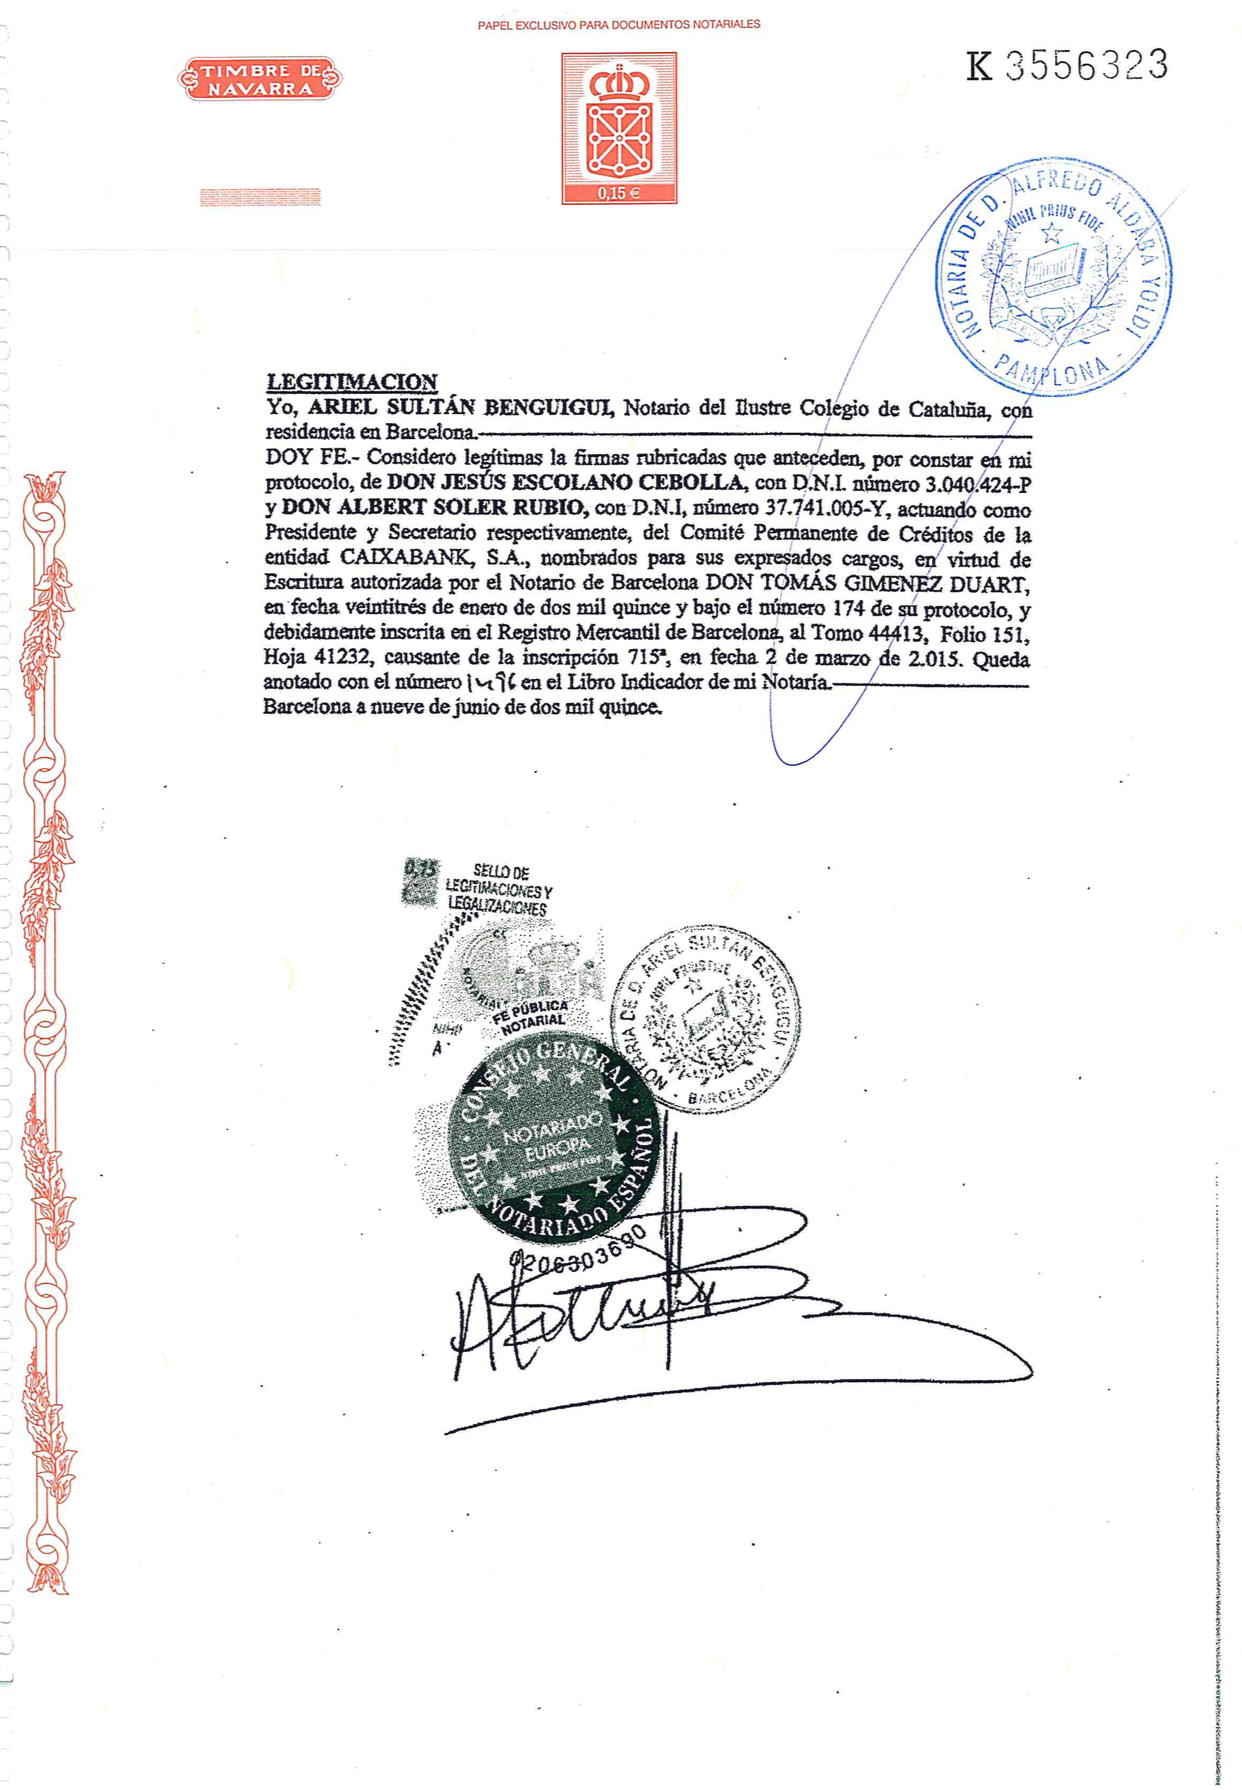 PAPEL EXCLUSIVO PARA DOCUMENTOS NOTARIALES
TIMBRE DE
NAVARRA
K 3556323
0,15 €
NOTARIA DE D. ALFREDO ALDABA YOLDI
NIHIL PRIUS FIDE
- PAMPLONA -
LEGITIMACION
Yo, ARIEL SULTÁN BENGUIGUI, Notario del Ilustre Colegio de Cataluña, con
residencia en Barcelona.
DOY FE.- Considero legítimas la firmas rubricadas que anteceden, por constar en mi
protocolo, de DON JESÚS ESCOLANO CEBOLLA, con D.N.I. número 3.040.424-P
y DON ALBERT SOLER RUBIO, con D.N.I, número 37.741.005-Y, actuando como
Presidente y Secretario respectivamente, del Comité Permanente de Créditos de la
entidad CAIXABANK, S.A., nombrados para sus expresados cargos, en virtud de
Escritura autorizada por el Notario de Barcelona DON TOMÁS GIMENEZ DUART,
en fecha veintitrés de enero de dos mil quince y bajo el número 174 de su protocolo, y
debidamente inscrita en el Registro Mercantil de Barcelona, al Tomo 44413, Folio 151,
Hoja 41232, causante de la inscripción 715ª, en fecha 2 de marzo de 2.015. Queda
anotado con el número en el Libro Indicador de mi Notaría.
Barcelona a nueve de junio de dos mil quince.
0,15
SELLO DE
LEGITIMACIONES Y
LEGALIZACIONES
FE PÚBLICA
NOTARIAL
NIHIL
A
NOTARIA DE D. ARIEL SULTAN BENGUIGUI
NIHIL PRIUS FIDE
· BARCELONA ·
· CONSEJO GENERAL ·
DEL NOTARIADO ESPAÑOL
NOTARIADO
EUROPA
NIHIL PRIUS FIDE
0206303690